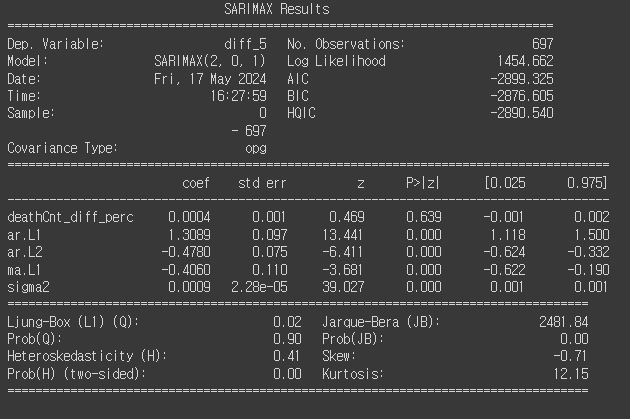 SARIMAX Results
==============================================================================
Dep. Variable:                 diff_5   No. Observations:                  697
Model:               SARIMAX(2, 0, 1)   Log Likelihood                1454.662
Date:                Fri, 17 May 2024   AIC                          -2899.325
Time:                        16:27:59   BIC                          -2876.605
Sample:                             0   HQIC                         -2890.540
- 697
Covariance Type:                  opg
======================================================================================
coef    std err          z      P>|z|      [0.025      0.975]
--------------------------------------------------------------------------------------
deathCnt_diff_perc     0.0004      0.001      0.469      0.639      -0.001       0.002
ar.L1                  1.3089      0.097     13.441      0.000       1.118       1.500
ar.L2                 -0.4780      0.075     -6.411      0.000      -0.624      -0.332
ma.L1                 -0.4060      0.110     -3.681      0.000      -0.622      -0.190
sigma2                 0.0009   2.28e-05     39.027      0.000       0.001       0.001
===================================================================================
Ljung-Box (L1) (Q):                   0.02   Jarque-Bera (JB):              2481.84
Prob(Q):                              0.90   Prob(JB):                         0.00
Heteroskedasticity (H):               0.41   Skew:                            -0.71
Prob(H) (two-sided):                  0.00   Kurtosis:                        12.15
===================================================================================